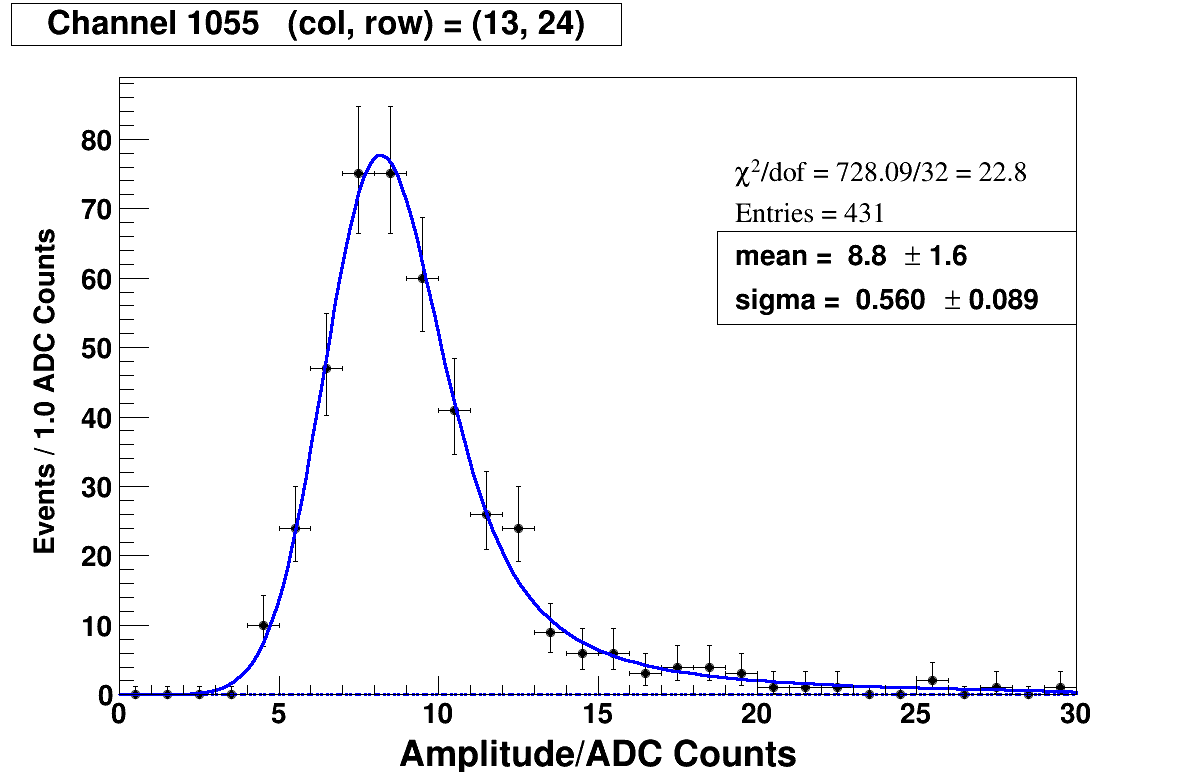 Channel 1055 (col, row) = (13, 24)
χ²/dof = 728.09/32 = 22.8
Entries = 431
mean = 8.8 ± 1.6
sigma = 0.560 ± 0.089
Events / 1.0 ADC Counts
80
70
60
50
40
30
20
10
0
0 5 10 15 20 25 30
Amplitude/ADC Counts